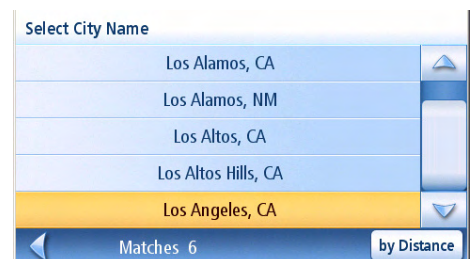 Select City Name
Los Alamos, CA
Los Alamos, NM
Los Altos, CA
Los Altos Hills, CA
Los Angeles, CA
Matches 6 by Distance